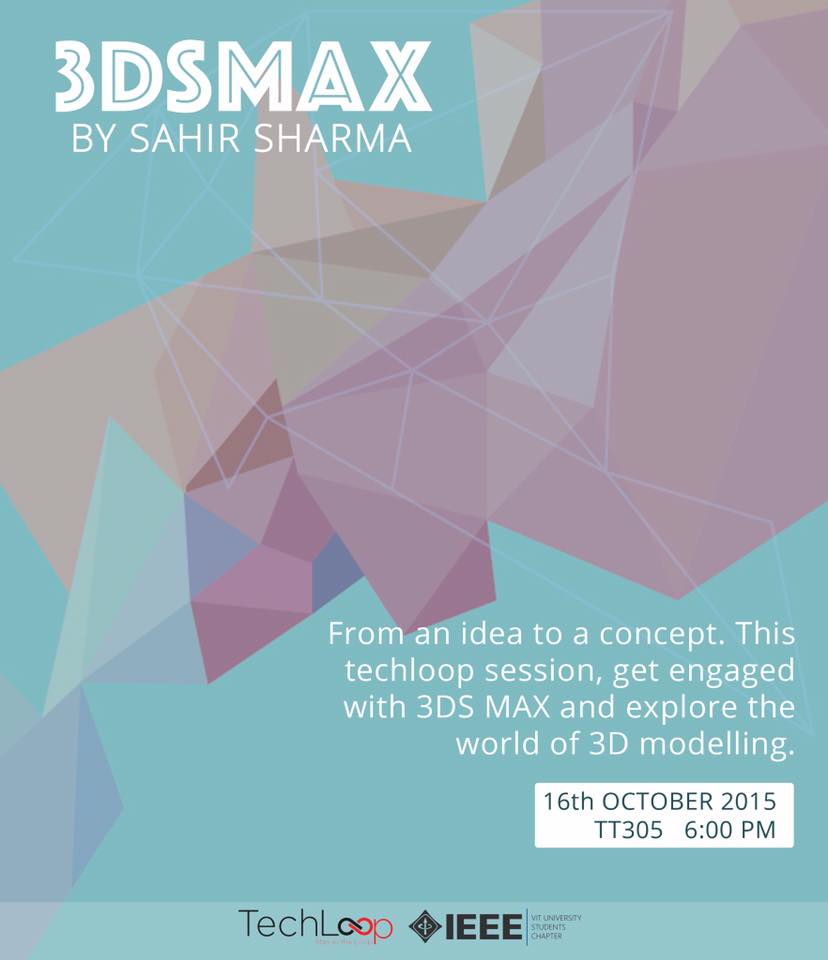 3DSMAX
BY SAHIR SHARMA
From an idea to a concept. This
techloop session, get engaged
with 3DS MAX and explore the
world of 3D modelling.
16th OCTOBER 2015
TT305 6:00 PM
TechLoop
IEEE
VIT UNIVERSITY
STUDENTS
CHAPTER